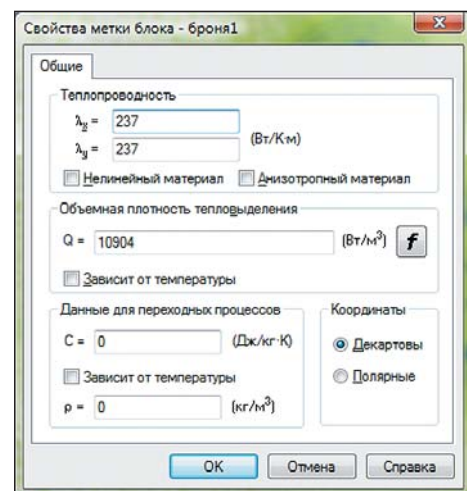 Свойства метки блока - броня1
Общие
Теплопроводность
λx = 237
λy = 237
(Вт/К·м)
Нелинейный материал Анизотропный материал
Объемная плотность тепловыделения
Q = 10904 (Вт/м³) f
Зависит от температуры
Данные для переходных процессов
C = 0 (Дж/кг·К)
Зависит от температуры
ρ = 0 (кг/м³)
Координаты
Декартовы
Полярные
OK Отмена Справка